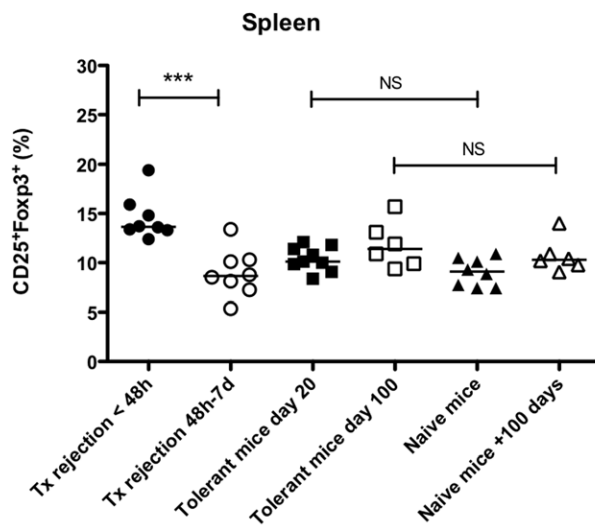 Spleen
CD25⁺Foxp3⁺ (%)
30
25
20
15
10
5
0
***
NS
NS
Tx rejection < 48h
Tx rejection 48h-7d
Tolerant mice day 20
Tolerant mice day 100
Naive mice
Naive mice +100 days